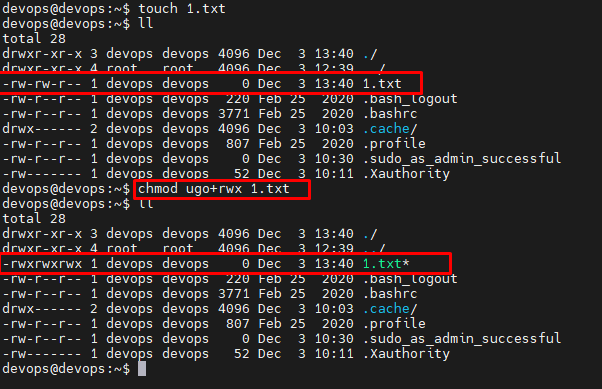 devops@devops:~$ touch 1.txt
devops@devops:~$ ll
total 28
drwxr-xr-x 3 devops devops 4096 Dec  3 13:40 ./
drwxr-xr-x 4 root   root   4096 Dec  3 12:39 ../
-rw-rw-r-- 1 devops devops    0 Dec  3 13:40 1.txt
-rw-r--r-- 1 devops devops  220 Feb 25  2020 .bash_logout
-rw-r--r-- 1 devops devops 3771 Feb 25  2020 .bashrc
drwx------ 2 devops devops 4096 Dec  3 10:03 .cache/
-rw-r--r-- 1 devops devops  807 Feb 25  2020 .profile
-rw-r--r-- 1 devops devops    0 Dec  3 10:30 .sudo_as_admin_successful
-rw------- 1 devops devops   52 Dec  3 10:11 .Xauthority
devops@devops:~$ chmod ugo+rwx 1.txt
devops@devops:~$ ll
total 28
drwxr-xr-x 3 devops devops 4096 Dec  3 13:40 ./
drwxr-xr-x 4 root   root   4096 Dec  3 12:39 ../
-rwxrwxrwx 1 devops devops    0 Dec  3 13:40 1.txt*
-rw-r--r-- 1 devops devops  220 Feb 25  2020 .bash_logout
-rw-r--r-- 1 devops devops 3771 Feb 25  2020 .bashrc
drwx------ 2 devops devops 4096 Dec  3 10:03 .cache/
-rw-r--r-- 1 devops devops  807 Feb 25  2020 .profile
-rw-r--r-- 1 devops devops    0 Dec  3 10:30 .sudo_as_admin_successful
-rw------- 1 devops devops   52 Dec  3 10:11 .Xauthority
devops@devops:~$